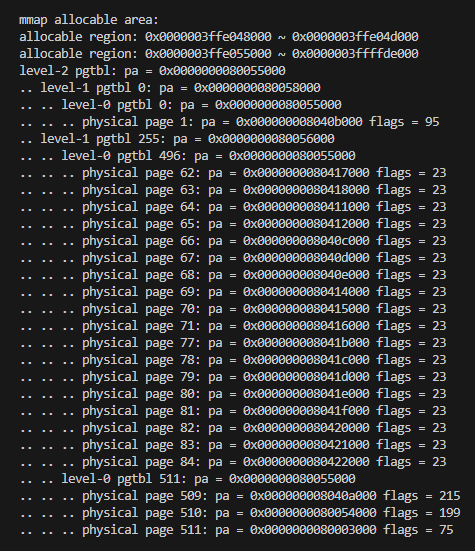 mmap allocable area:
allocable region: 0x0000003ffe048000 ~ 0x0000003ffe04d000
allocable region: 0x0000003ffe055000 ~ 0x0000003ffffde000
level-2 pgtbl: pa = 0x0000000080055000
.. level-1 pgtbl 0: pa = 0x0000000080058000
.. .. level-0 pgtbl 0: pa = 0x0000000080055000
.. .. .. physical page 1: pa = 0x000000008040b000 flags = 95
.. level-1 pgtbl 255: pa = 0x0000000080056000
.. .. level-0 pgtbl 496: pa = 0x0000000080055000
.. .. .. physical page 62: pa = 0x0000000080417000 flags = 23
.. .. .. physical page 63: pa = 0x0000000080418000 flags = 23
.. .. .. physical page 64: pa = 0x0000000080411000 flags = 23
.. .. .. physical page 65: pa = 0x0000000080412000 flags = 23
.. .. .. physical page 66: pa = 0x000000008040c000 flags = 23
.. .. .. physical page 67: pa = 0x000000008040d000 flags = 23
.. .. .. physical page 68: pa = 0x000000008040e000 flags = 23
.. .. .. physical page 69: pa = 0x0000000080414000 flags = 23
.. .. .. physical page 70: pa = 0x0000000080415000 flags = 23
.. .. .. physical page 71: pa = 0x0000000080416000 flags = 23
.. .. .. physical page 77: pa = 0x000000008041b000 flags = 23
.. .. .. physical page 78: pa = 0x000000008041c000 flags = 23
.. .. .. physical page 79: pa = 0x000000008041d000 flags = 23
.. .. .. physical page 80: pa = 0x000000008041e000 flags = 23
.. .. .. physical page 81: pa = 0x000000008041f000 flags = 23
.. .. .. physical page 82: pa = 0x0000000080420000 flags = 23
.. .. .. physical page 83: pa = 0x0000000080421000 flags = 23
.. .. .. physical page 84: pa = 0x0000000080422000 flags = 23
.. .. level-0 pgtbl 511: pa = 0x0000000080055000
.. .. .. physical page 509: pa = 0x000000008040a000 flags = 215
.. .. .. physical page 510: pa = 0x0000000080054000 flags = 199
.. .. .. physical page 511: pa = 0x0000000080003000 flags = 75